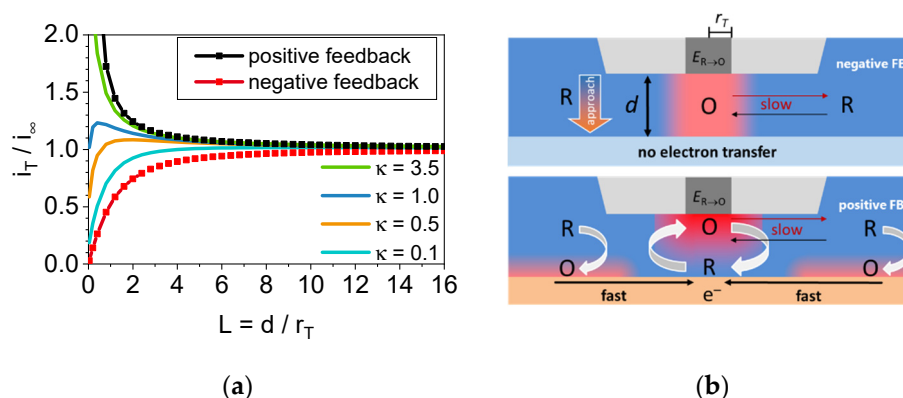 2.0
1.5
1.0
0.5
0.0
i_T / i_∞
positive feedback
negative feedback
κ = 3.5
κ = 1.0
κ = 0.5
κ = 0.1
0 2 4 6 8 10 12 14 16
L = d / r_T
(a)
r_T
E_R→O
negative FB
R
approach
d
O
slow
R
no electron transfer
E_R→O
positive FB
R
O
slow
R
O
R
O
fast
e⁻
fast
(b)